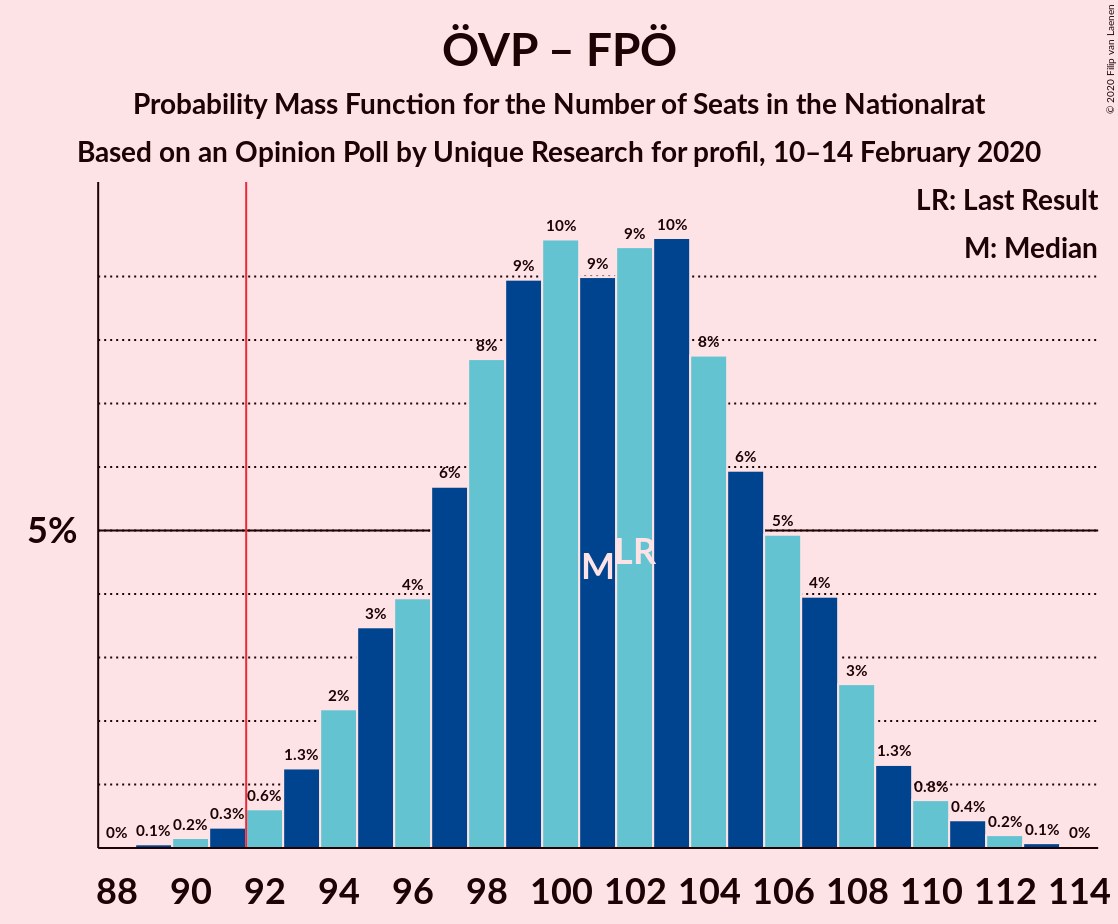 ÖVP – FPÖ
Probability Mass Function for the Number of Seats in the Nationalrat
Based on an Opinion Poll by Unique Research for profil, 10–14 February 2020
© 2020 Filip van Laenen
LR: Last Result
M: Median
5%
0% 0.1% 0.2% 0.3% 0.6% 1.3% 2% 3% 4% 6% 8% 9% 10% 9% 9% 10% 8% 6% 5% 4% 3% 1.3% 0.8% 0.4% 0.2% 0.1% 0%
M LR
88 90 92 94 96 98 100 102 104 106 108 110 112 114